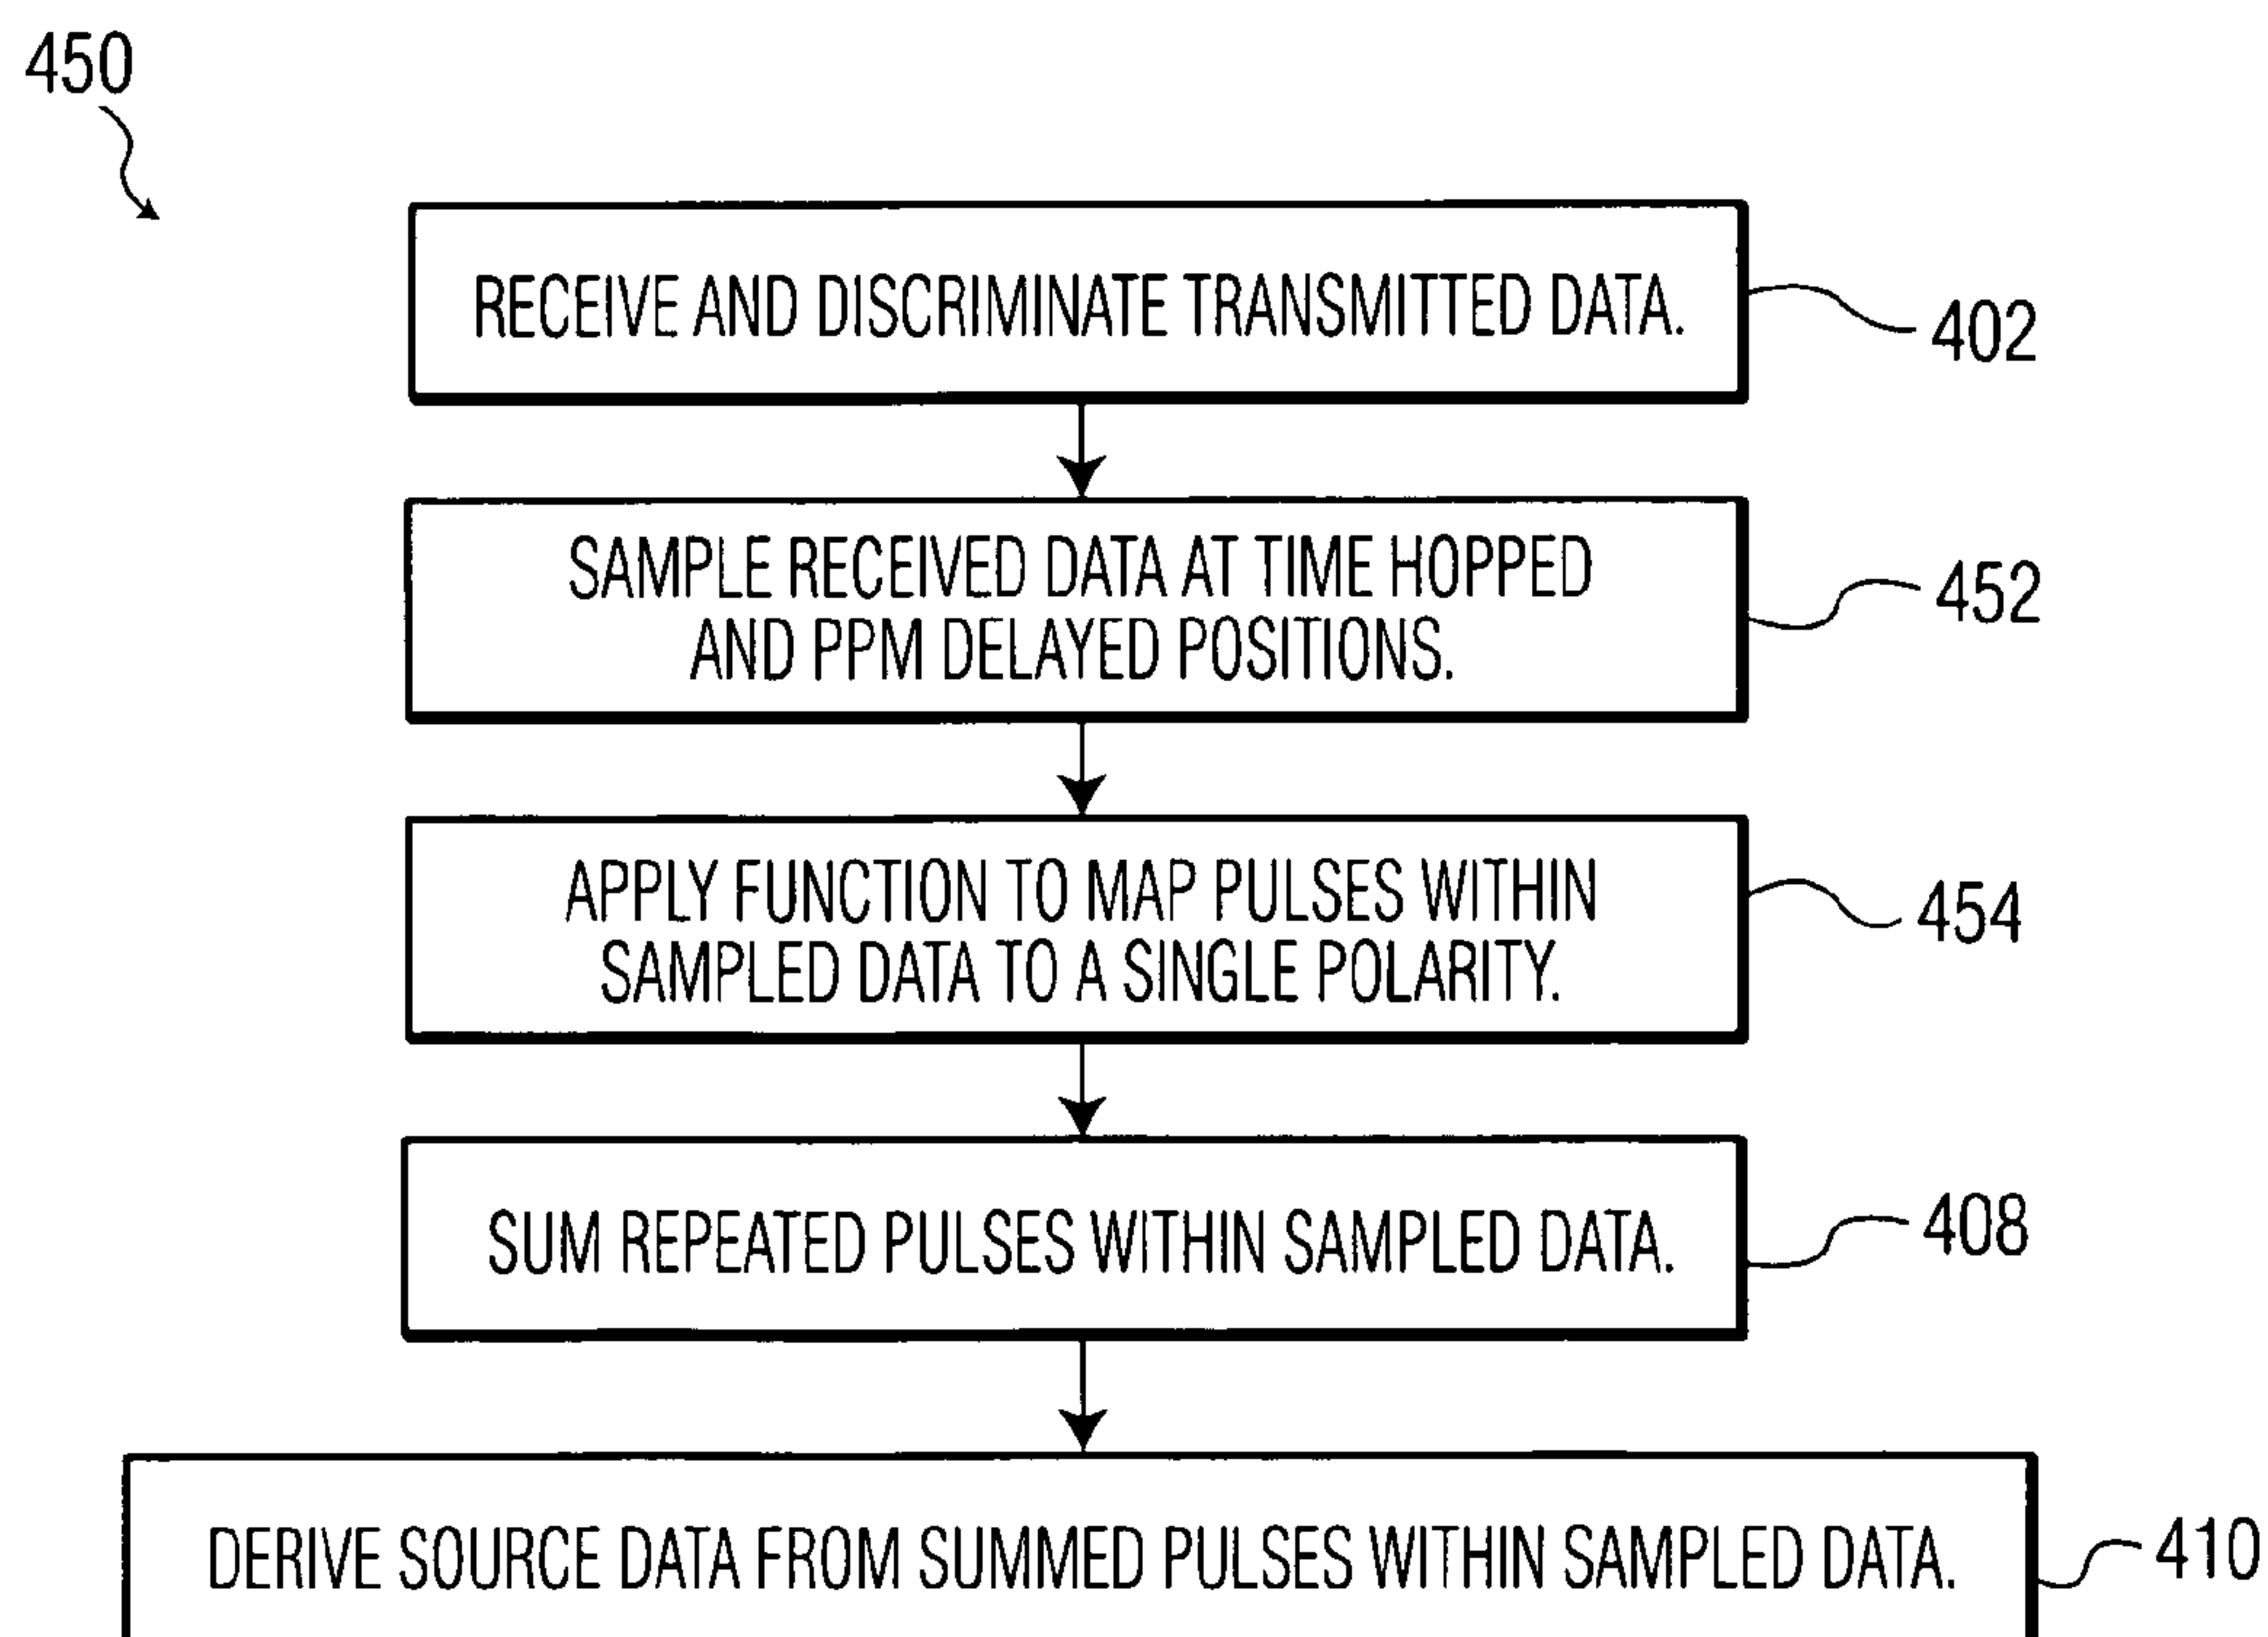 450
RECEIVE AND DISCRIMINATE TRANSMITTED DATA.
402
SAMPLE RECEIVED DATA AT TIME HOPPED
AND PPM DELAYED POSITIONS.
452
APPLY FUNCTION TO MAP PULSES WITHIN
SAMPLED DATA TO A SINGLE POLARITY.
454
SUM REPEATED PULSES WITHIN SAMPLED DATA.
408
DERIVE SOURCE DATA FROM SUMMED PULSES WITHIN SAMPLED DATA.
410